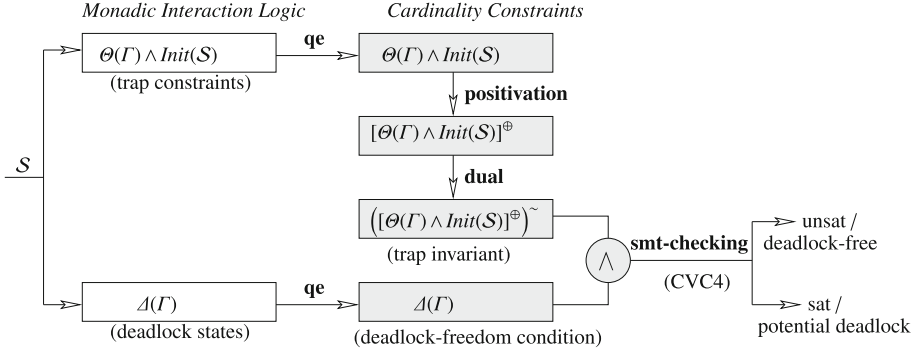 Monadic Interaction Logic
Cardinality Constraints
Θ(Γ) ∧ Init(S)
qe
Θ(Γ) ∧ Init(S)
(trap constraints)
positivation
[Θ(Γ) ∧ Init(S)]⊕
S
dual
([Θ(Γ) ∧ Init(S)]⊕)~
(trap invariant)
∧
smt-checking
(CVC4)
unsat /
deadlock-free
Δ(Γ)
qe
Δ(Γ)
(deadlock states)
(deadlock-freedom condition)
sat /
potential deadlock